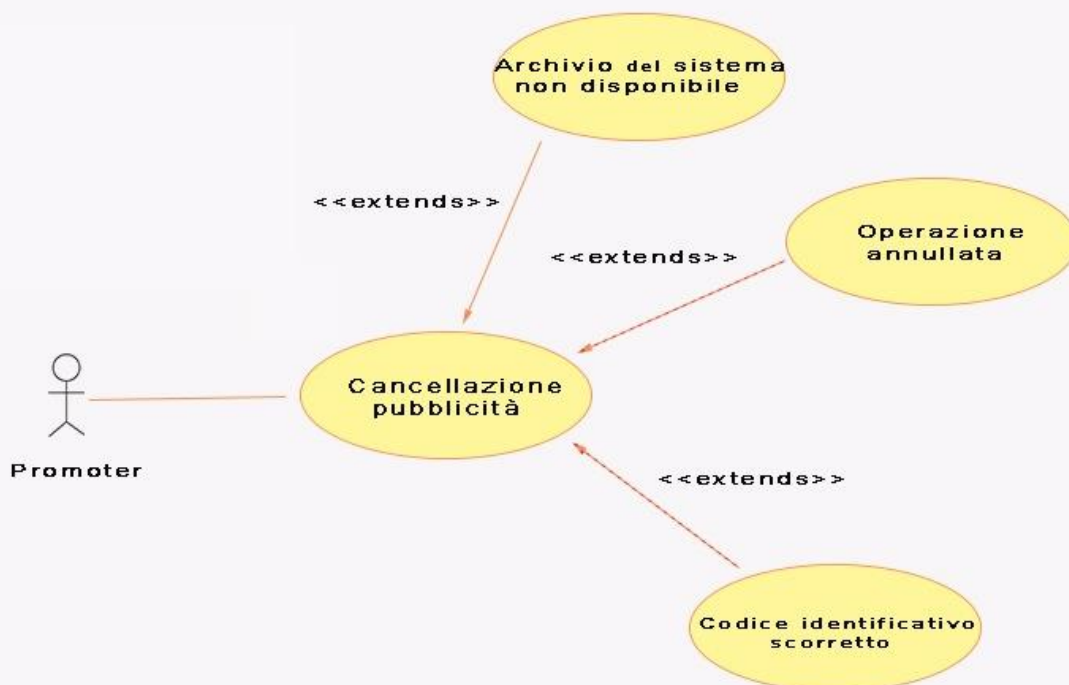 Archivio del sistema
non disponibile
<<extends>>
Operazione
annullata
<<extends>>
Cancellazione
pubblicità
Promoter
<<extends>>
Codice identificativo
scorretto